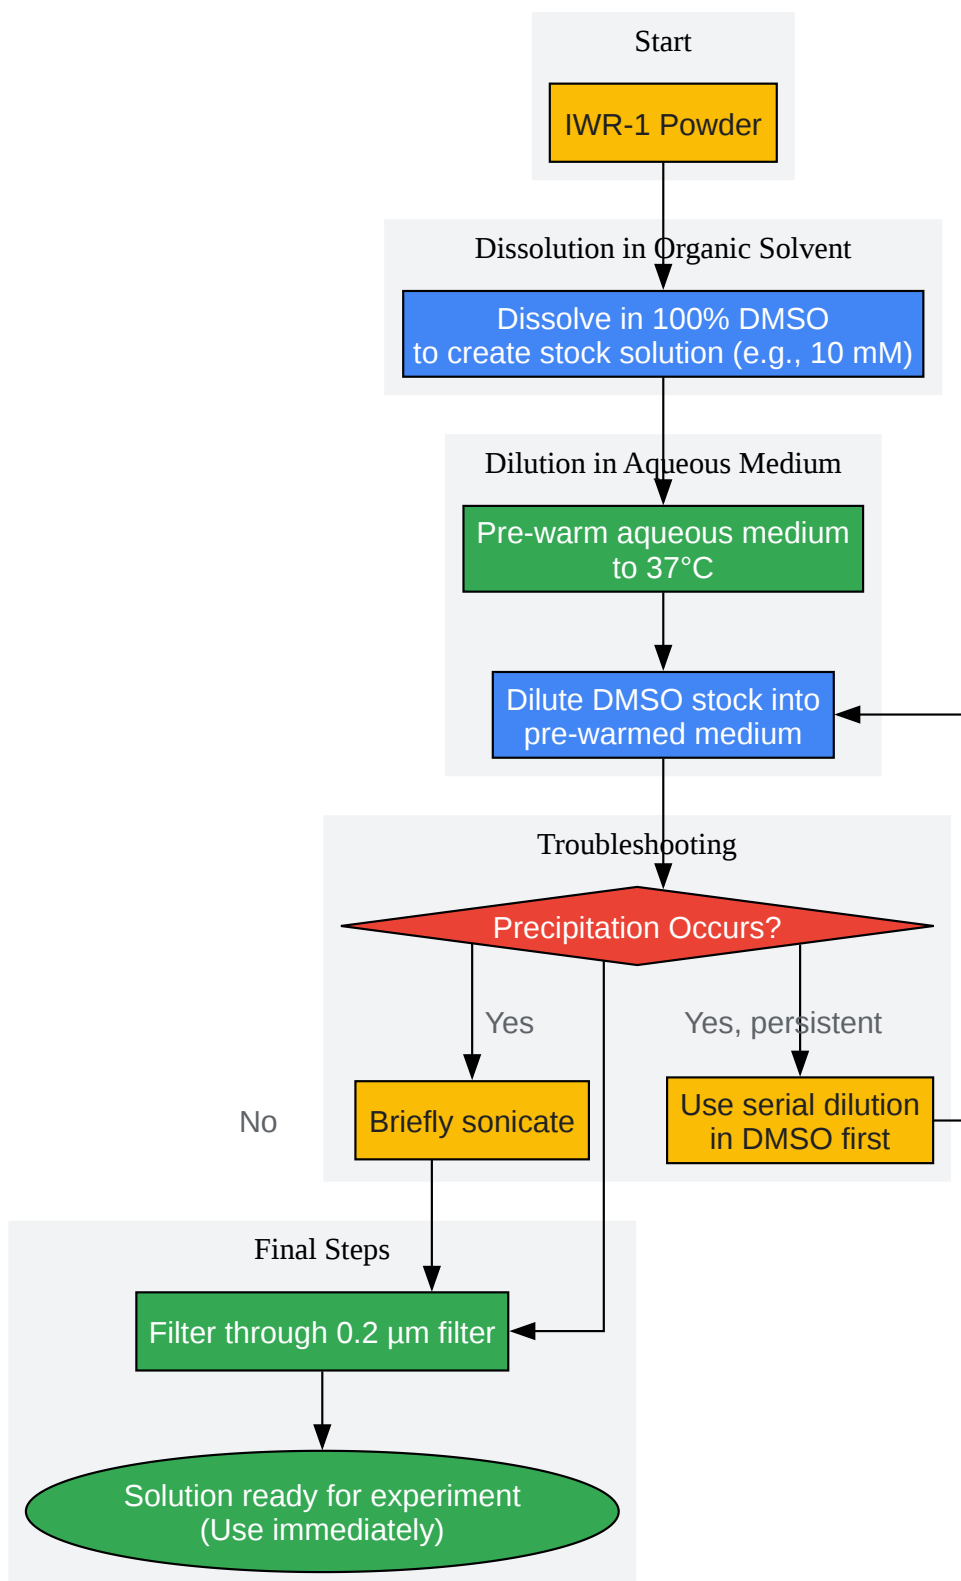 Start
IWR-1 Powder
Dissolution in Organic Solvent
Dissolve in 100% DMSO
to create stock solution (e.g., 10 mM)
Dilution in Aqueous Medium
Pre-warm aqueous medium
to 37°C
Dilute DMSO stock into
pre-warmed medium
Troubleshooting
Precipitation Occurs?
Yes
Yes, persistent
No
Briefly sonicate
Use serial dilution
in DMSO first
Final Steps
Filter through 0.2 µm filter
Solution ready for experiment
(Use immediately)